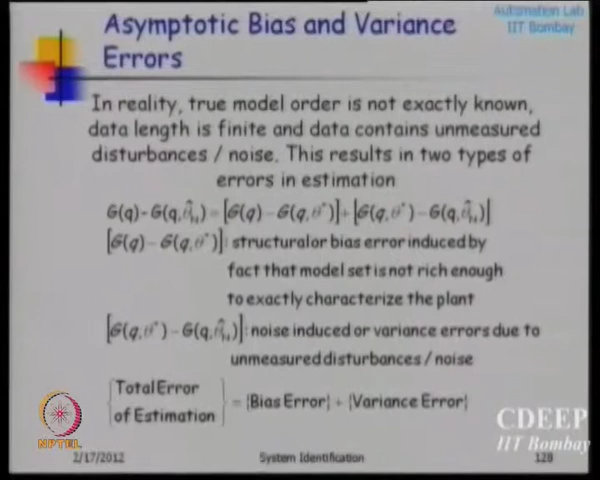 Automation Lab
IIT Bombay
Asymptotic Bias and Variance
Errors
In reality, true model order is not exactly known,
data length is finite and data contains unmeasured
disturbances / noise. This results in two types of
errors in estimation
G(q)-G(q,θ̂_N) = [G(q) - G(q,θ*)] + [G(q,θ*) - G(q,θ̂_N)]
[G(q) - G(q,θ*)] : structuralor bias error induced by
fact that model set is not rich enough
to exactly characterize the plant
[G(q,θ*) - G(q,θ̂_N)] : noise induced or variance errors due to
unmeasured disturbances / noise
{Total Error
of Estimation} = {Bias Error} + {Variance Error}
NPTEL
CDEEP
IIT Bombay
2/17/2012
System Identification
128